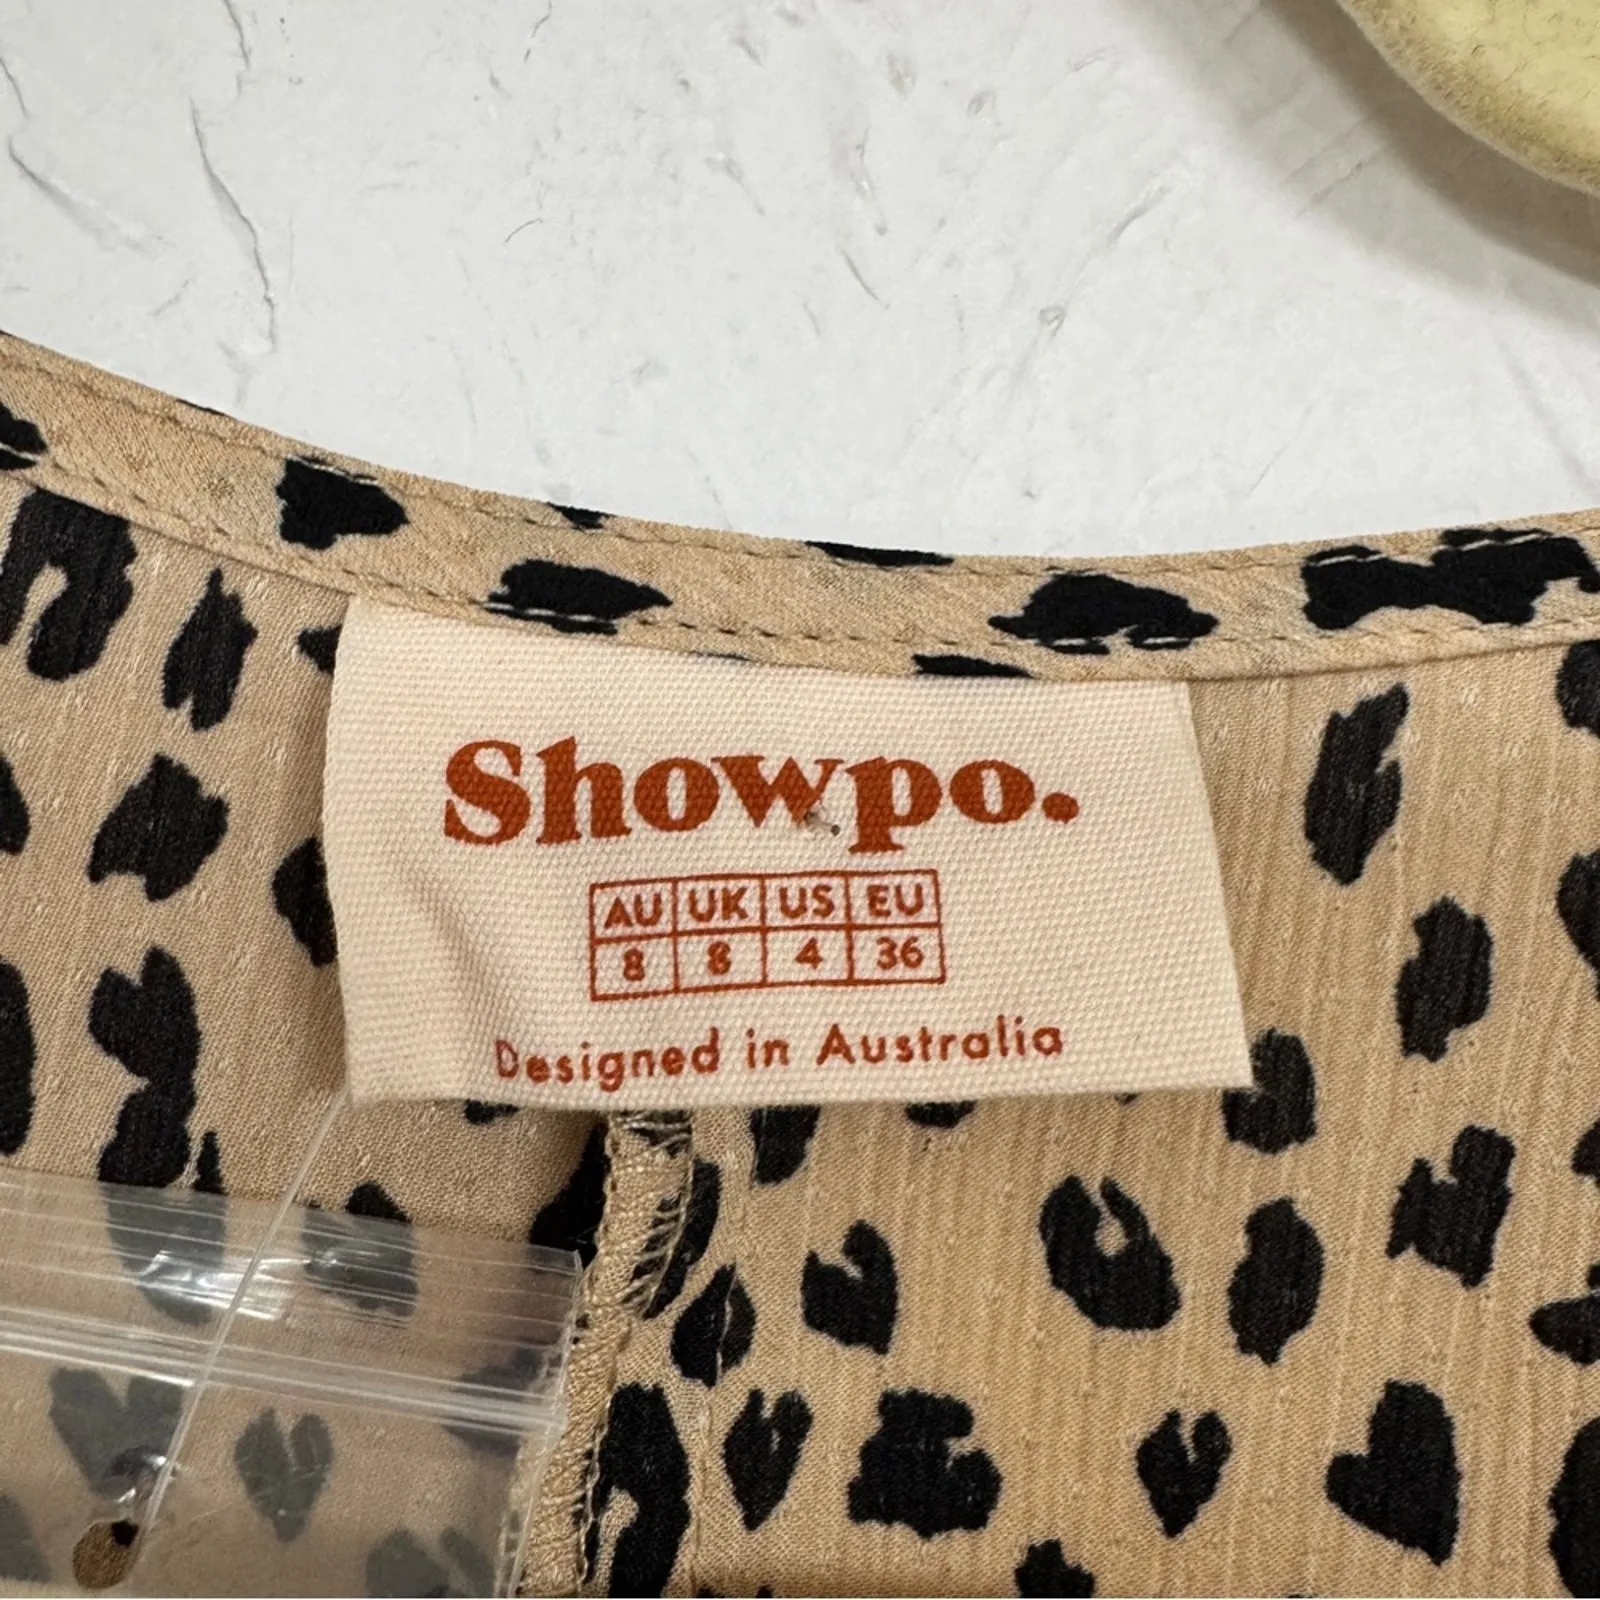 Showpo.
AU UK US EU
8 8 4 36
Designed in Australia